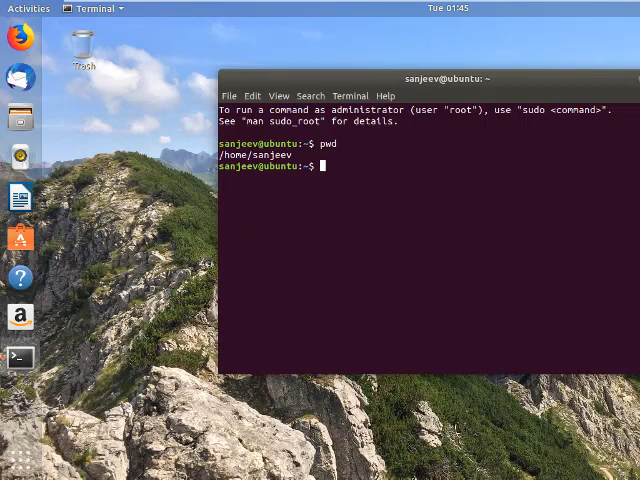 Activities
Terminal
Tue 01:45
Trash
sanjeev@ubuntu: ~
File Edit View Search Terminal Help
To run a command as administrator (user "root"), use "sudo <command>".
See "man sudo_root" for details.
sanjeev@ubuntu:~$ pwd
/home/sanjeev
sanjeev@ubuntu:~$